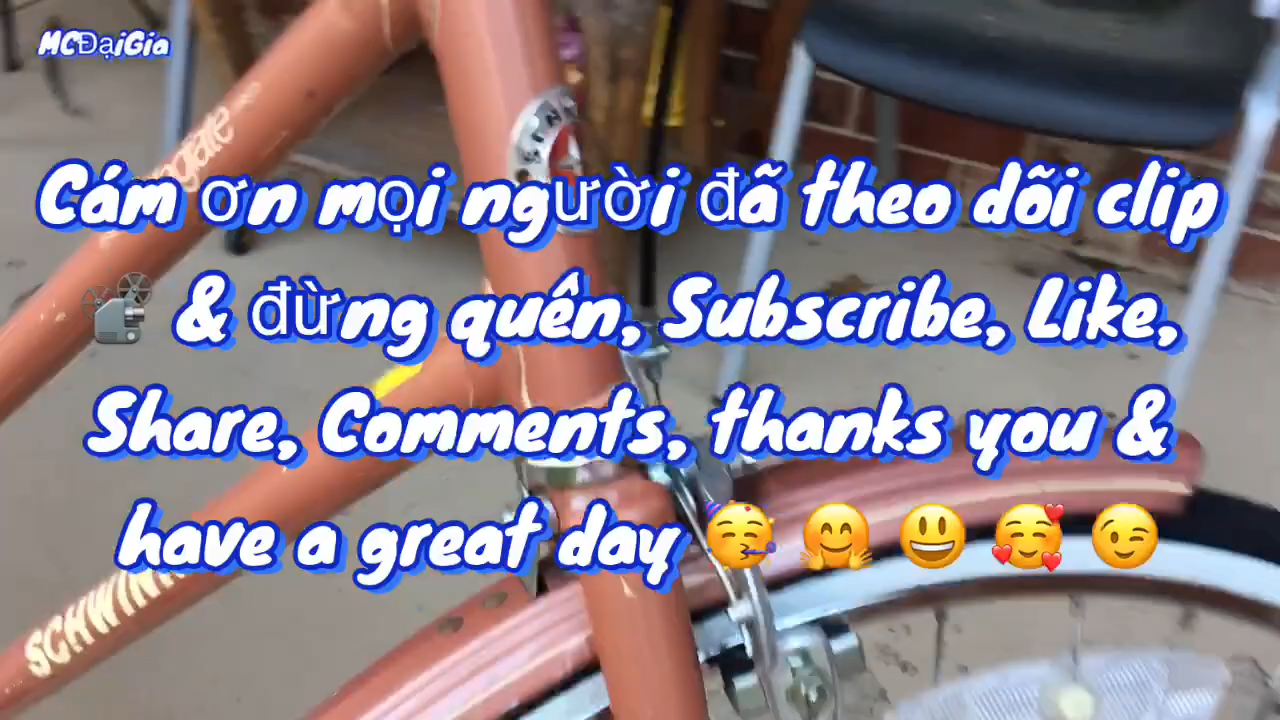 MCĐạiGia
Cám ơn mọi người đã theo dõi clip
📽 & đừng quên, Subscribe, Like,
Share, Comments, thanks you &
have a great day 🥳 🤗 😃 🥰 😉
SCHWINN